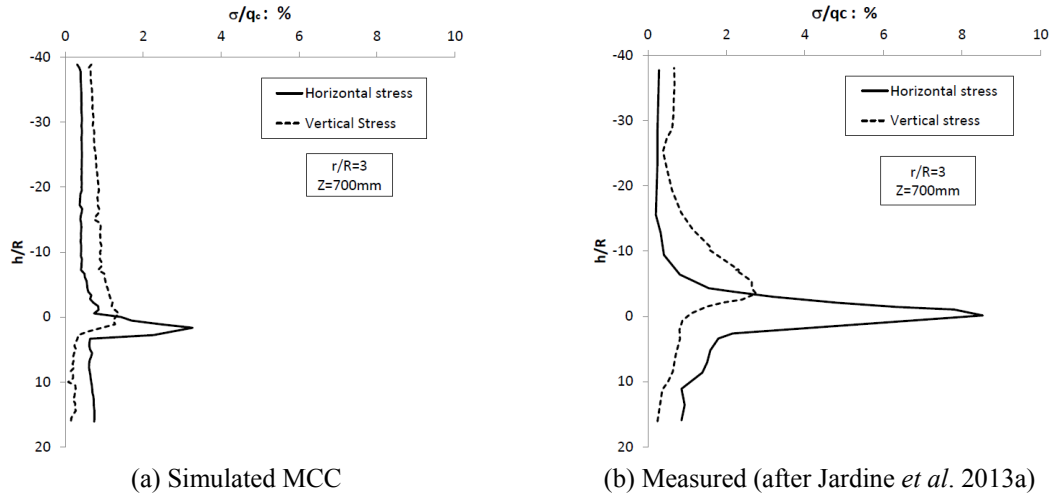 σ/qc : %
0 2 4 6 8 10
-40
-30
-20
-10
0
10
20
h/R
Horizontal stress
Vertical Stress
r/R=3
Z=700mm
(a) Simulated MCC
σ/qc : %
0 2 4 6 8 10
-40
-30
-20
-10
0
10
20
h/R
Horizontal stress
Vertical stress
r/R=3
Z=700mm
(b) Measured (after Jardine et al. 2013a)